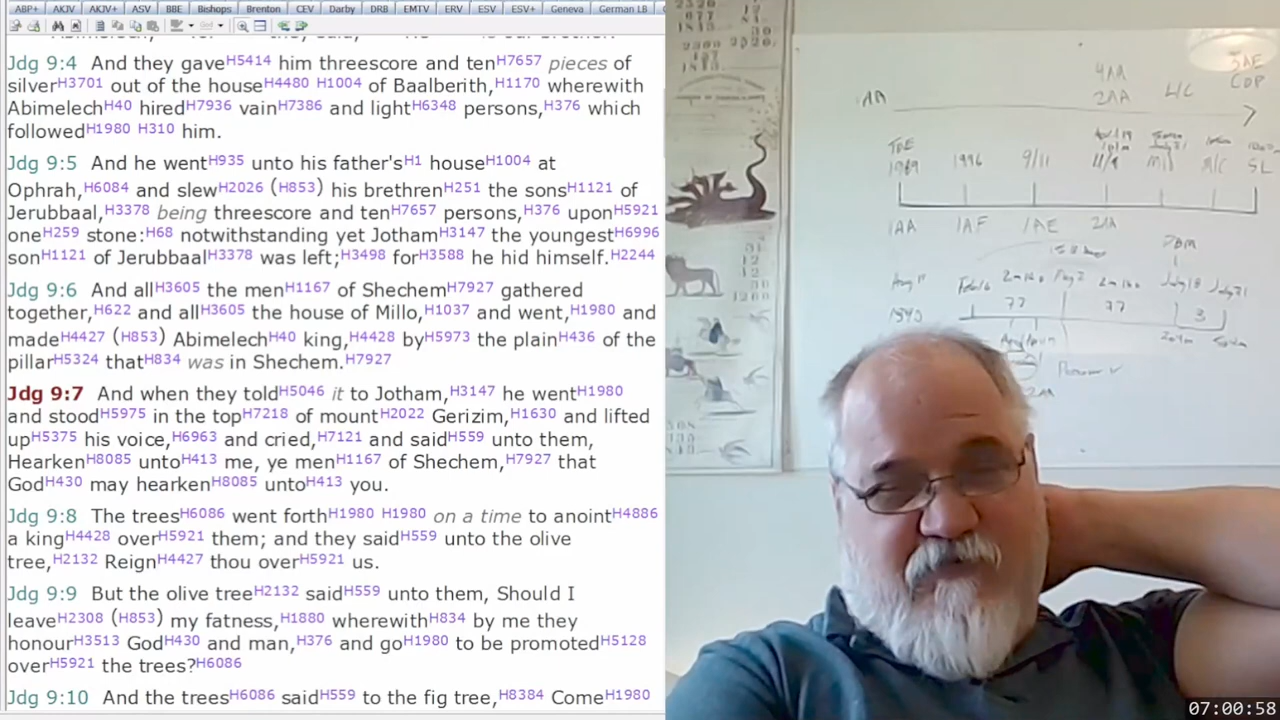 ABP+ AKJV AKJV+ ASV BBE Bishops Brenton CEV Darby DRB EMTV ERV ESV ESV+ Geneva German LB
Jdg 9:4 And they gave H5414 him threescore and ten H7657 pieces of
silver H3701 out of the house H4480 H1004 of Baalberith, H1170 wherewith
Abimelech H40 hired H7936 vain H7386 and light H6348 persons, H376 which
followed H1980 H310 him.
Jdg 9:5 And he went H935 unto his father's H1 house H1004 at
Ophrah, H6084 and slew H2026 (H853) his brethren H251 the sons H1121 of
Jerubbaal, H3378 being threescore and ten H7657 persons, H376 upon H5921
one H259 stone: H68 notwithstanding yet Jotham H3147 the youngest H6996
son H1121 of Jerubbaal H3378 was left; H3498 for H3588 he hid himself. H2244
Jdg 9:6 And all H3605 the men H1167 of Shechem H7927 gathered
together, H622 and all H3605 the house of Millo, H1037 and went, H1980 and
made H4427 (H853) Abimelech H40 king, H4428 by H5973 the plain H436 of the
pillar H5324 that H834 was in Shechem. H7927
Jdg 9:7 And when they told H5046 it to Jotham, H3147 he went H1980
and stood H5975 in the top H7218 of mount H2022 Gerizim, H1630 and lifted
up H5375 his voice, H6963 and cried, H7121 and said H559 unto them,
Hearken H8085 unto H413 me, ye men H1167 of Shechem, H7927 that
God H430 may hearken H8085 unto H413 you.
Jdg 9:8 The trees H6086 went forth H1980 H1980 on a time to anoint H4886
a king H4428 over H5921 them; and they said H559 unto the olive
tree, H2132 Reign H4427 thou over H5921 us.
Jdg 9:9 But the olive tree H2132 said H559 unto them, Should I
leave H2308 (H853) my fatness, H1880 wherewith H834 by me they
honour H3513 God H430 and man, H376 and go H1980 to be promoted H5128
over H5921 the trees? H6086
Jdg 9:10 And the trees H6086 said H559 to the fig tree, H8384 Come H1980
4AA
2AA L/C COP
1989 1996 9/11 SL
1AA 1AF 1AE 2AA
77 77 3
07:00:58